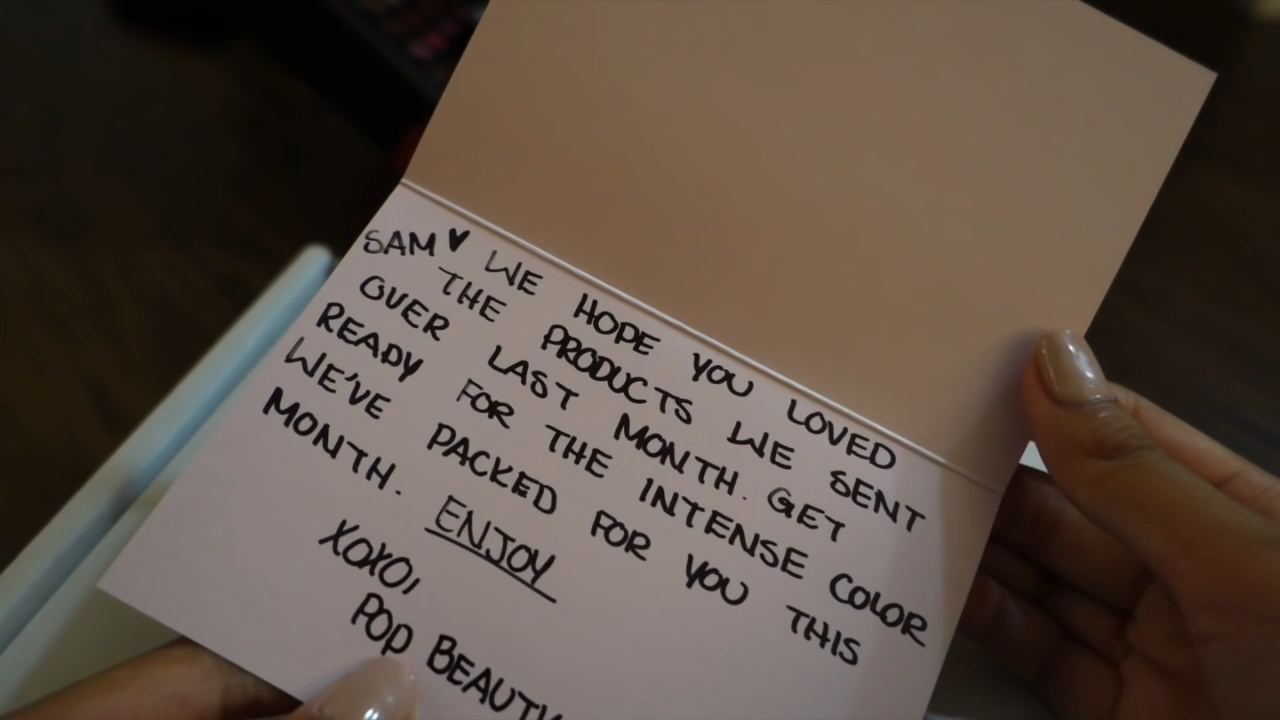 SAM♥ WE HOPE YOU LOVED
THE PRODUCTS WE SENT
OVER LAST MONTH. GET
READY FOR THE INTENSE COLOR
WE'VE PACKED FOR YOU THIS
MONTH. ENJOY
XOXO,
POP BEAUTY